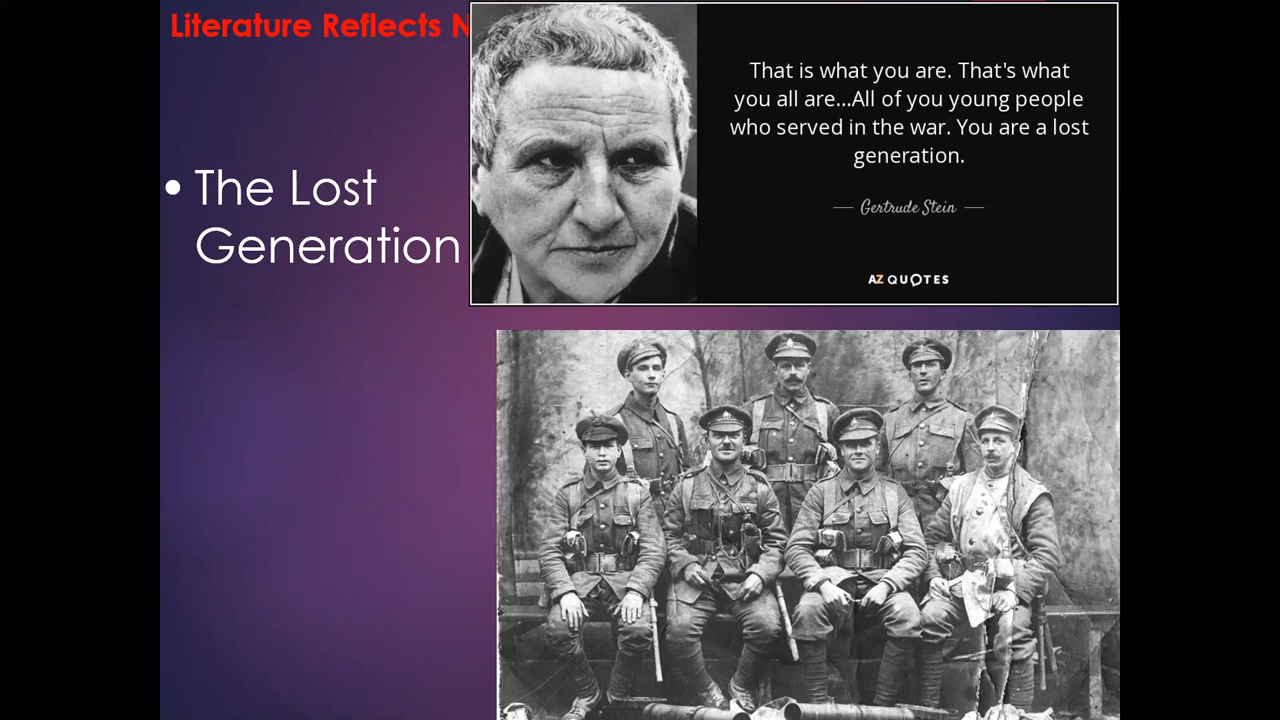 Literature Reflects N
That is what you are. That's what
you all are...All of you young people
who served in the war. You are a lost
generation.
Gertrude Stein
AZ QUOTES
• The Lost
Generation